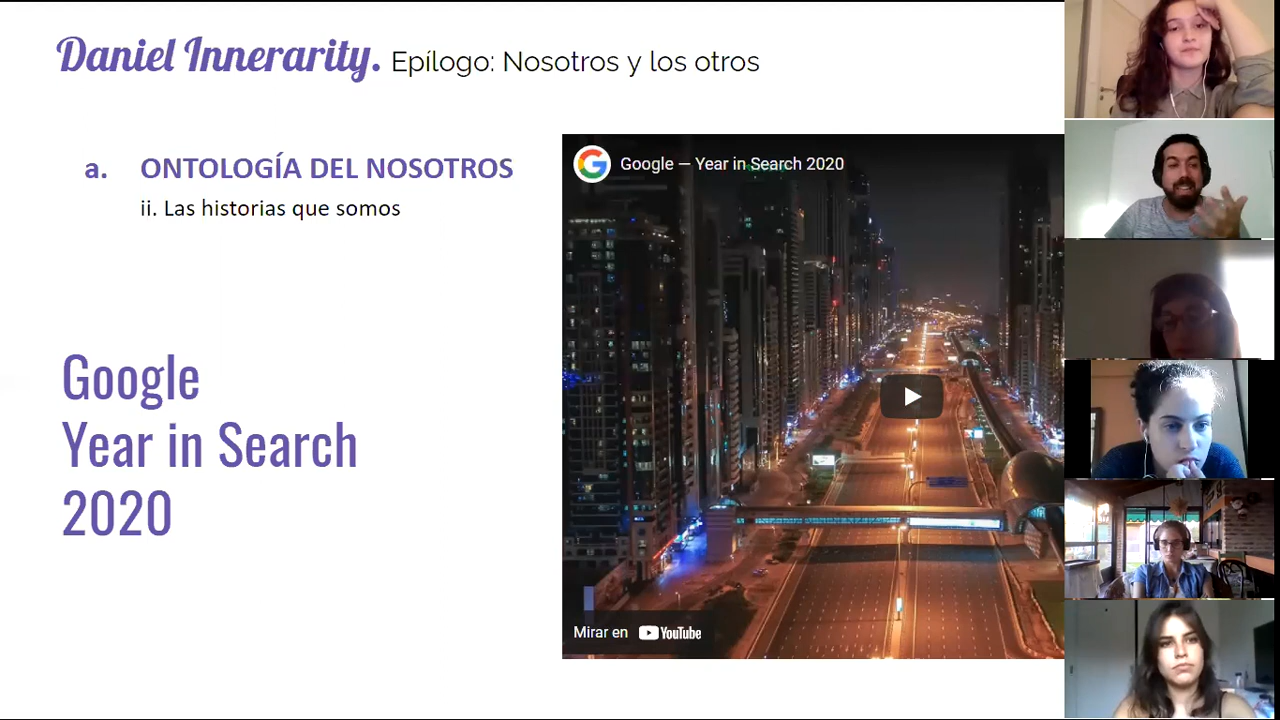 Daniel Innerarity. Epílogo: Nosotros y los otros
a. ONTOLOGÍA DEL NOSOTROS
ii. Las historias que somos
Google — Year in Search 2020
Google
Year in Search
2020
Mirar en YouTube